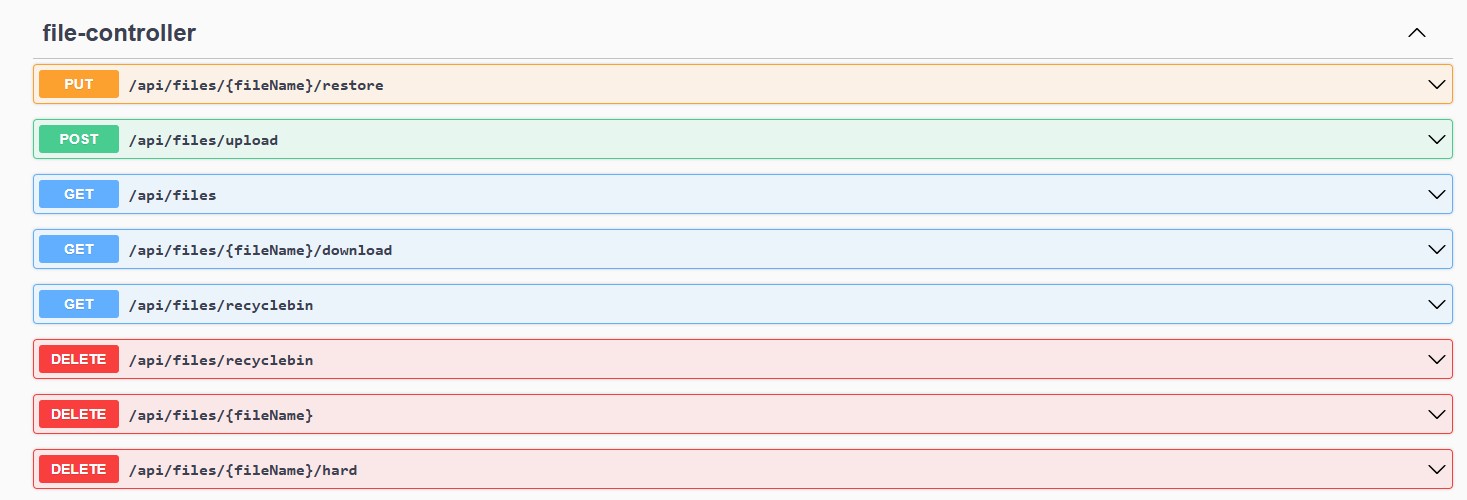 file-controller
PUT /api/files/{fileName}/restore
POST /api/files/upload
GET /api/files
GET /api/files/{fileName}/download
GET /api/files/recyclebin
DELETE /api/files/recyclebin
DELETE /api/files/{fileName}
DELETE /api/files/{fileName}/hard